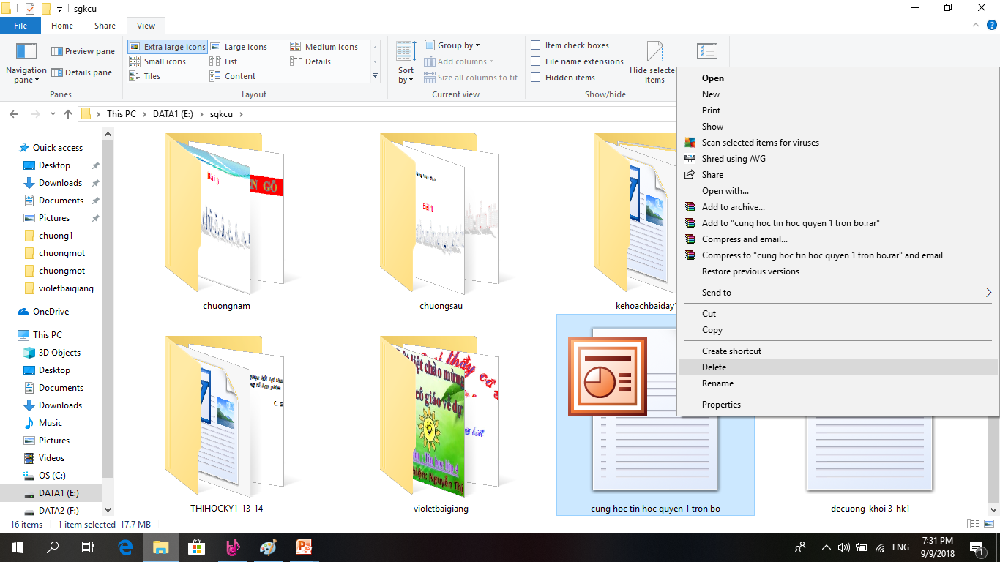 sgkcu
File Home Share View
Navigation pane
Preview pane
Details pane
Panes
Extra large icons Large icons Medium icons
Small icons List Details
Tiles Content
Layout
Sort by
Group by
Add columns
Size all columns to fit
Current view
Item check boxes
File name extensions
Hidden items
Hide selected items
Show/hide
This PC › DATA1 (E:) › sgkcu ›
Quick access
Desktop
Downloads
Documents
Pictures
chuong1
chuongmot
chuongmot
violetbaigiang
OneDrive
This PC
3D Objects
Desktop
Documents
Downloads
Music
Pictures
Videos
OS (C:)
DATA1 (E:)
DATA2 (F:)
Bài 3
N GÕ
Bài 1
chuongnam
chuongsau
kehoachbaiday
THIHOCKY1-13-14
liệt chào mừng
cô giáo về dự
thầy cô
Nguyễn Thị
violetbaigiang
cung hoc tin hoc quyen 1 tron bo
đecuong-khoi 3-hk1
Open
New
Print
Show
Scan selected items for viruses
Shred using AVG
Share
Open with...
Add to archive...
Add to "cung hoc tin hoc quyen 1 tron bo.rar"
Compress and email...
Compress to "cung hoc tin hoc quyen 1 tron bo.rar" and email
Restore previous versions
Send to
Cut
Copy
Create shortcut
Delete
Rename
Properties
16 items 1 item selected 17.7 MB
ENG
7:31 PM
9/9/2018
1